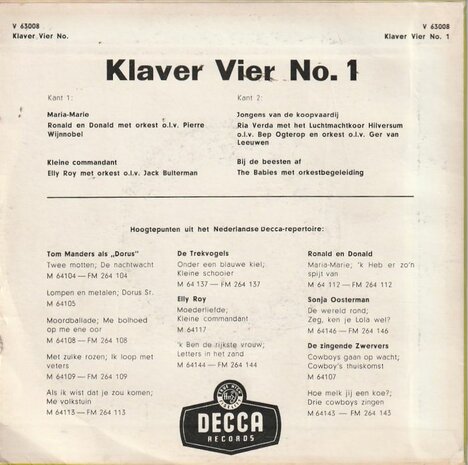 V 63008
Klaver Vier No.
V 63008
Klaver Vier No. 1
Klaver Vier No. 1
Kant 1:
Maria-Marie
Ronald en Donald met orkest o.l.v. Pierre
Wijnnobel
Kleine commandant
Elly Roy met orkest o.l.v. Jack Bulterman
Kant 2:
Jongens van de koopvaardij
Ria Verda met het Luchtmachtkoor Hilversum
o.l.v. Bep Ogterop en orkest o.l.v. Ger van
Leeuwen
Bij de beesten af
The Babies met orkestbegeleiding
Hoogtepunten uit het Nederlandse Decca-repertoire:
Tom Manders als „Dorus”
Twee motten; De nachtwacht
M 64104 — FM 264 104
Lompen en metalen; Dorus Sr.
M 64105
Moordballade; Me bolhoed
op me ene oor
M 64108 — FM 264 108
Met zulke rozen; Ik loop met
veters
M 64109 — FM 264 109
Als ik wist dat je zou komen;
Me volkstuin
M 64113 — FM 264 113
De Trekvogels
Onder een blauwe kiel;
Kleine schooier
M 64 137 — FM 264 137
Elly Roy
Moederliefde;
Kleine commandant
M 64117
'k Ben de rijkste vrouw;
Letters in het zand
M 64144 — FM 264 144
Ronald en Donald
Maria-Marie; 'k Heb er zo'n
spijt van
M 64 112 — FM 264 112
Sonja Oosterman
De wereld rond;
Zeg, ken je Lola wel?
M 64146 — FM 264 146
De zingende Zwervers
Cowboys gaan op wacht;
Cowboy's thuiskomst
M 64107
Hoe melk jij een koe?;
Drie cowboys zingen
M 64143 — FM 264 143
DECCA
RECORDS